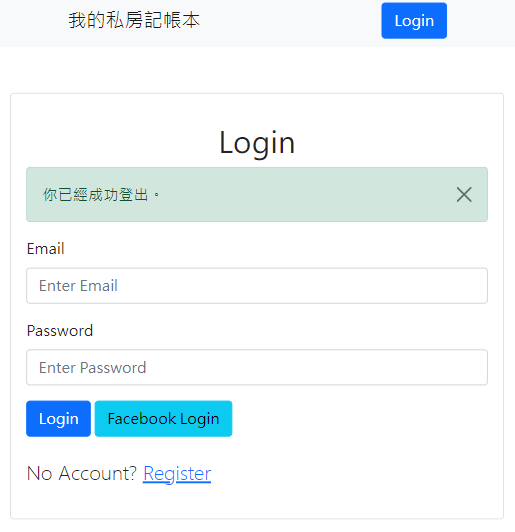 我的私房記帳本 Login
Login
你已經成功登出。
Email
Enter Email
Password
Enter Password
Login Facebook Login
No Account? Register